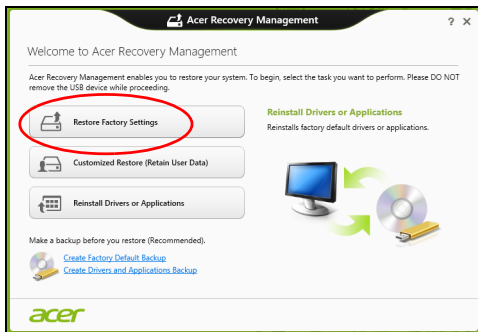 Acer Recovery Management
? X
Welcome to Acer Recovery Management
Acer Recovery Management enables you to restore your system. To begin, select the task you want to perform. Please DO NOT
remove the USB device while proceeding.
Restore Factory Settings
Customized Restore (Retain User Data)
Reinstall Drivers or Applications
Reinstall Drivers or Applications
Reinstalls factory default drivers or applications.
Make a backup before you restore (Recommended).
Create Factory Default Backup
Create Drivers and Applications Backup
acer